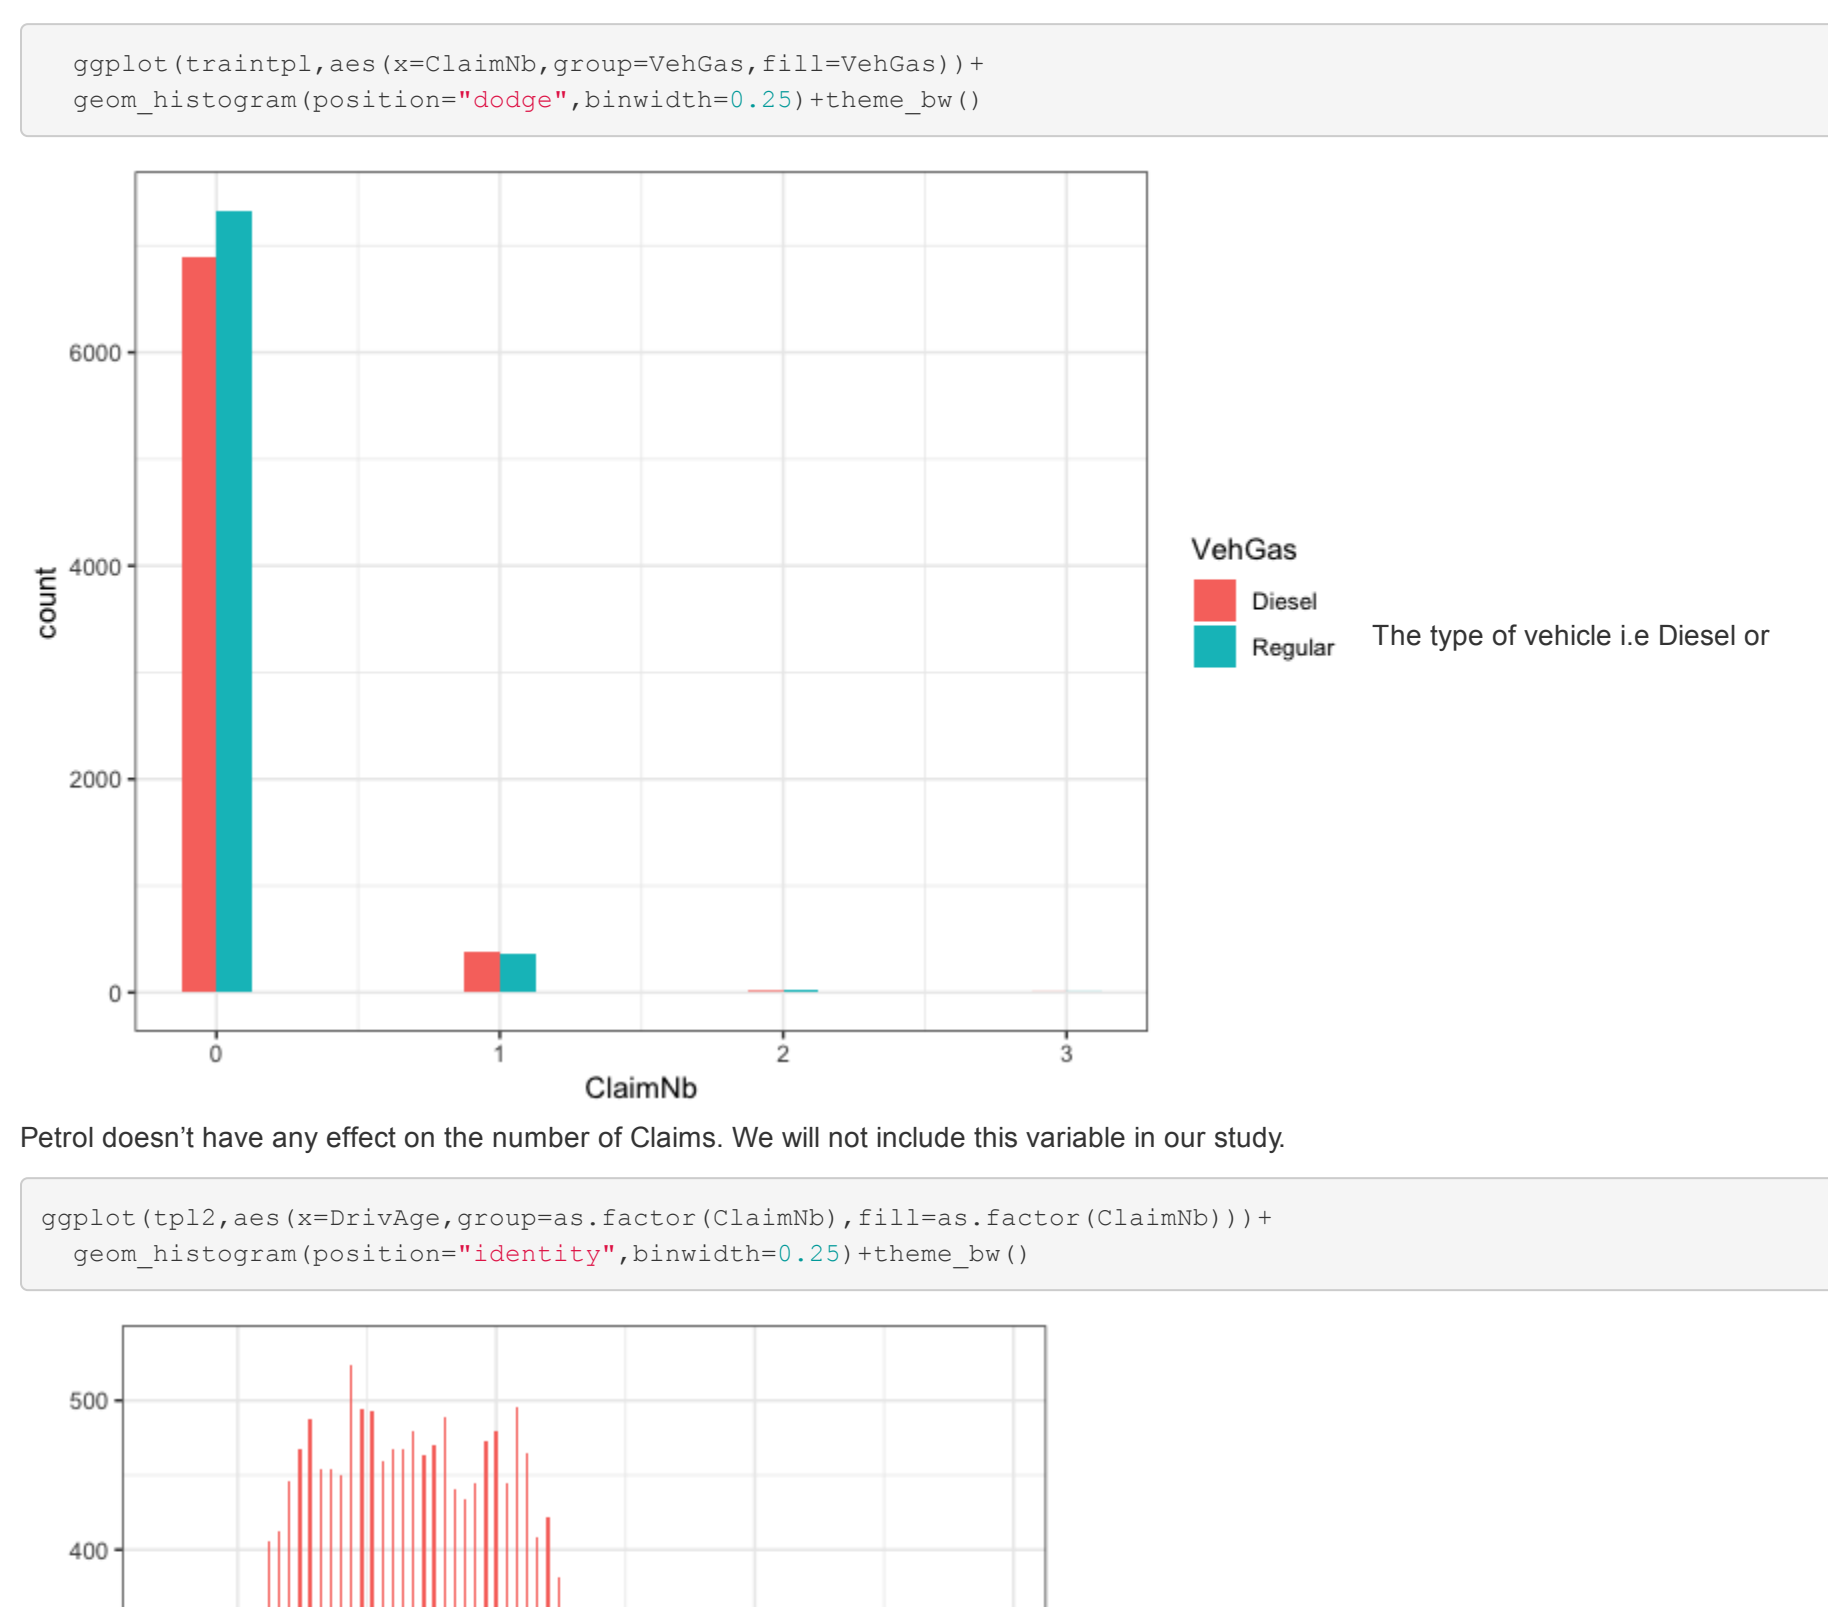 ggplot(traintpl,aes(x=ClaimNb,group=VehGas,fill=VehGas))+
geom_histogram(position="dodge",binwidth=0.25)+theme_bw()
6000
4000
2000
0
count
0 1 2 3
ClaimNb
VehGas
Diesel
Regular
The type of vehicle i.e Diesel or
Petrol doesn’t have any effect on the number of Claims. We will not include this variable in our study.
ggplot(tpl2,aes(x=DrivAge,group=as.factor(ClaimNb),fill=as.factor(ClaimNb)))+
geom_histogram(position="identity",binwidth=0.25)+theme_bw()
500
400